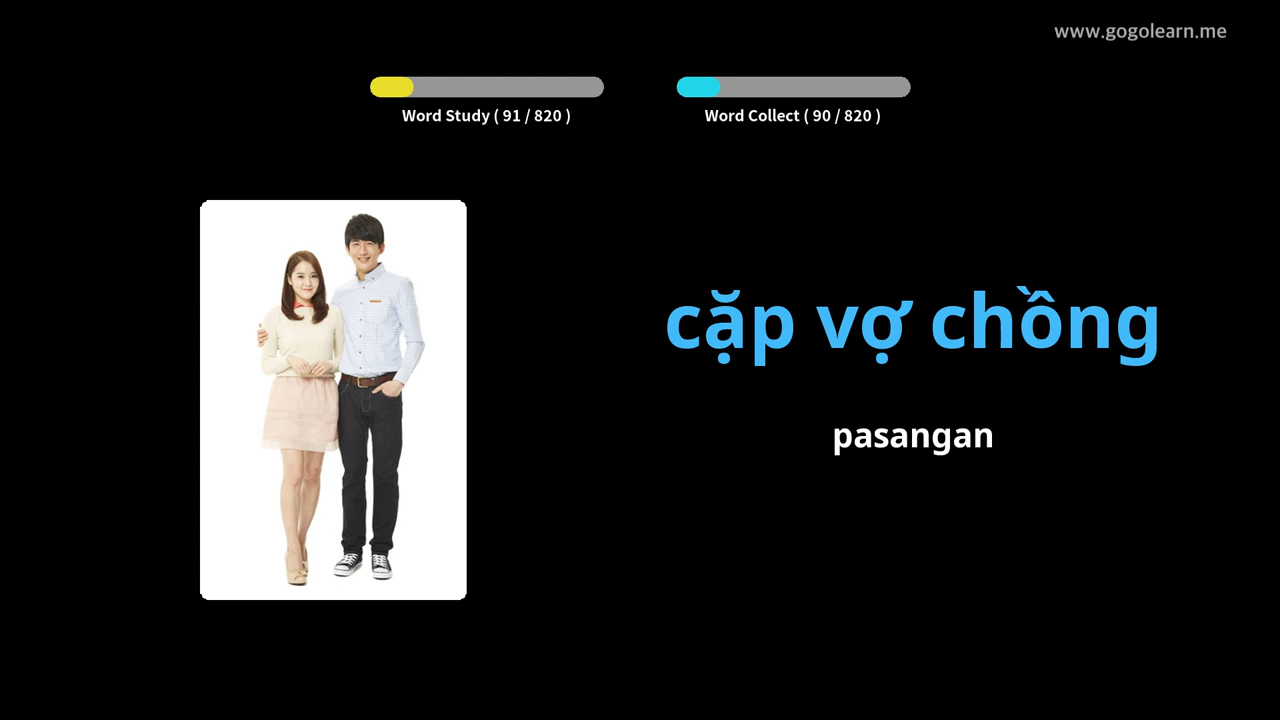 www.gogolearn.me
Word Study ( 91 / 820 )
Word Collect ( 90 / 820 )
cặp vợ chồng
pasangan